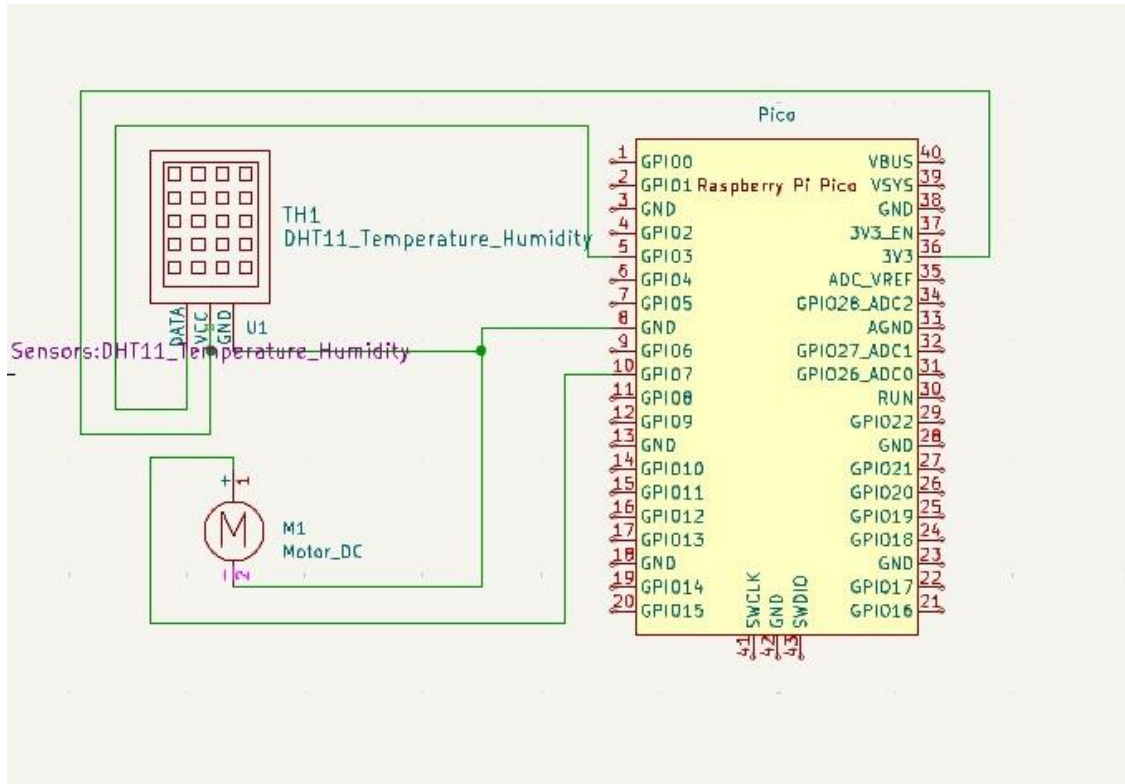 Pico
Raspberry Pi Pico
TH1
DHT11_Temperature_Humidity
DATA
VCC
GND
U1
Sensors:DHT11_Temperature_Humidity
+ 1
M
M1
Motor_DC
- 2
1 GPIO0
2 GPIO1
3 GND
4 GPIO2
5 GPIO3
6 GPIO4
7 GPIO5
8 GND
9 GPIO6
10 GPIO7
11 GPIO8
12 GPIO9
13 GND
14 GPIO10
15 GPIO11
16 GPIO12
17 GPIO13
18 GND
19 GPIO14
20 GPIO15
VBUS 40
VSYS 39
GND 38
3V3_EN 37
3V3 36
ADC_VREF 35
GPIO28_ADC2 34
AGND 33
GPIO27_ADC1 32
GPIO26_ADC0 31
RUN 30
GPIO22 29
GND 28
GPIO21 27
GPIO20 26
GPIO19 25
GPIO18 24
GND 23
GPIO17 22
GPIO16 21
SWCLK 41
GND 42
SWDIO 43